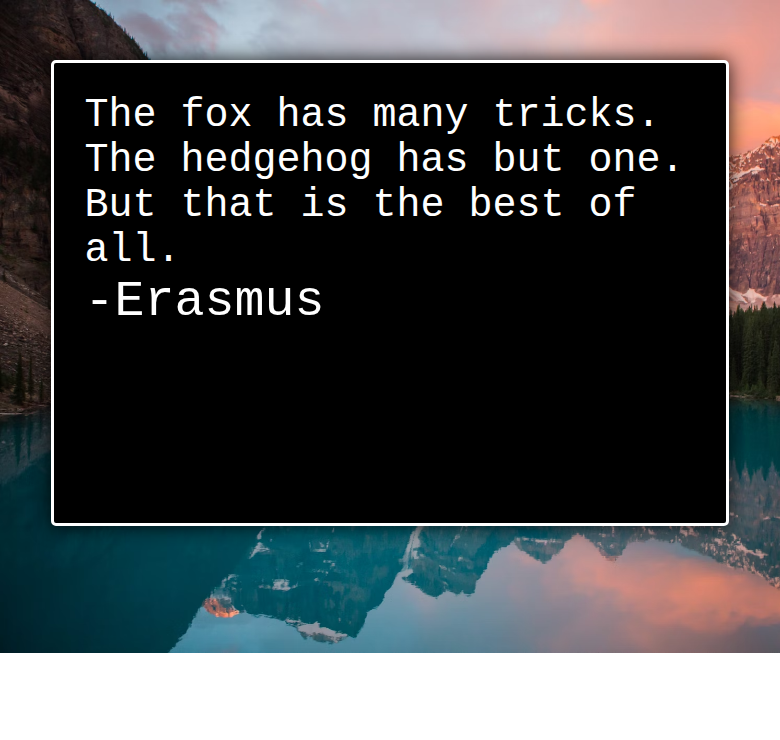 The fox has many tricks.
The hedgehog has but one.
But that is the best of
all.
-Erasmus